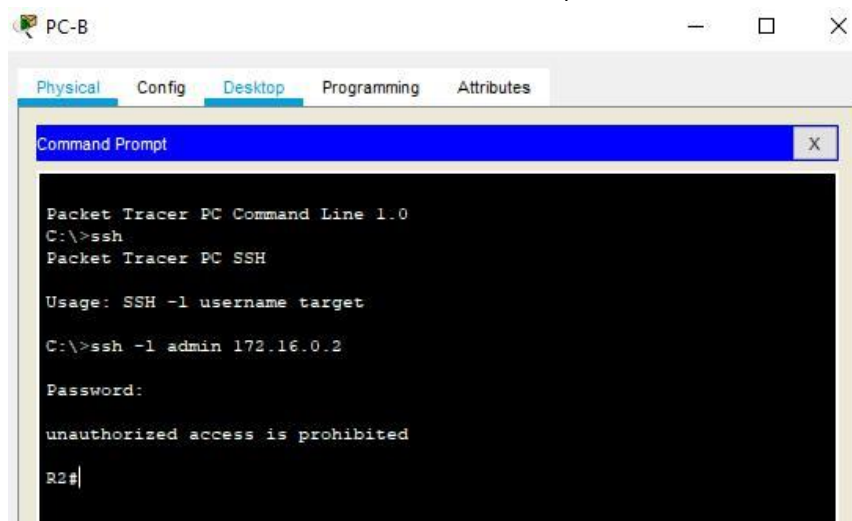 PC-B
Physical Config Desktop Programming Attributes
Command Prompt
X
Packet Tracer PC Command Line 1.0
C:\>ssh
Packet Tracer PC SSH
Usage: SSH -l username target
C:\>ssh -l admin 172.16.0.2
Password:
unauthorized access is prohibited
R2#